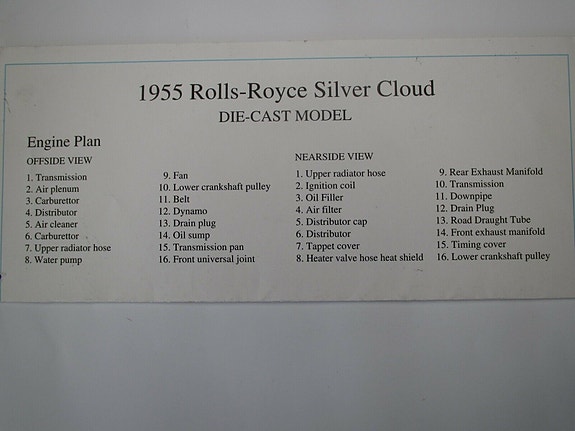 1955 Rolls-Royce Silver Cloud
DIE-CAST MODEL
Engine Plan
OFFSIDE VIEW
1. Transmission
2. Air plenum
3. Carburettor
4. Distributor
5. Air cleaner
6. Carburettor
7. Upper radiator hose
8. Water pump
9. Fan
10. Lower crankshaft pulley
11. Belt
12. Dynamo
13. Drain plug
14. Oil sump
15. Transmission pan
16. Front universal joint
NEARSIDE VIEW
1. Upper radiator hose
2. Ignition coil
3. Oil Filler
4. Air filter
5. Distributor cap
6. Distributor
7. Tappet cover
8. Heater valve hose heat shield
9. Rear Exhaust Manifold
10. Transmission
11. Downpipe
12. Drain Plug
13. Road Draught Tube
14. Front exhaust manifold
15. Timing cover
16. Lower crankshaft pulley